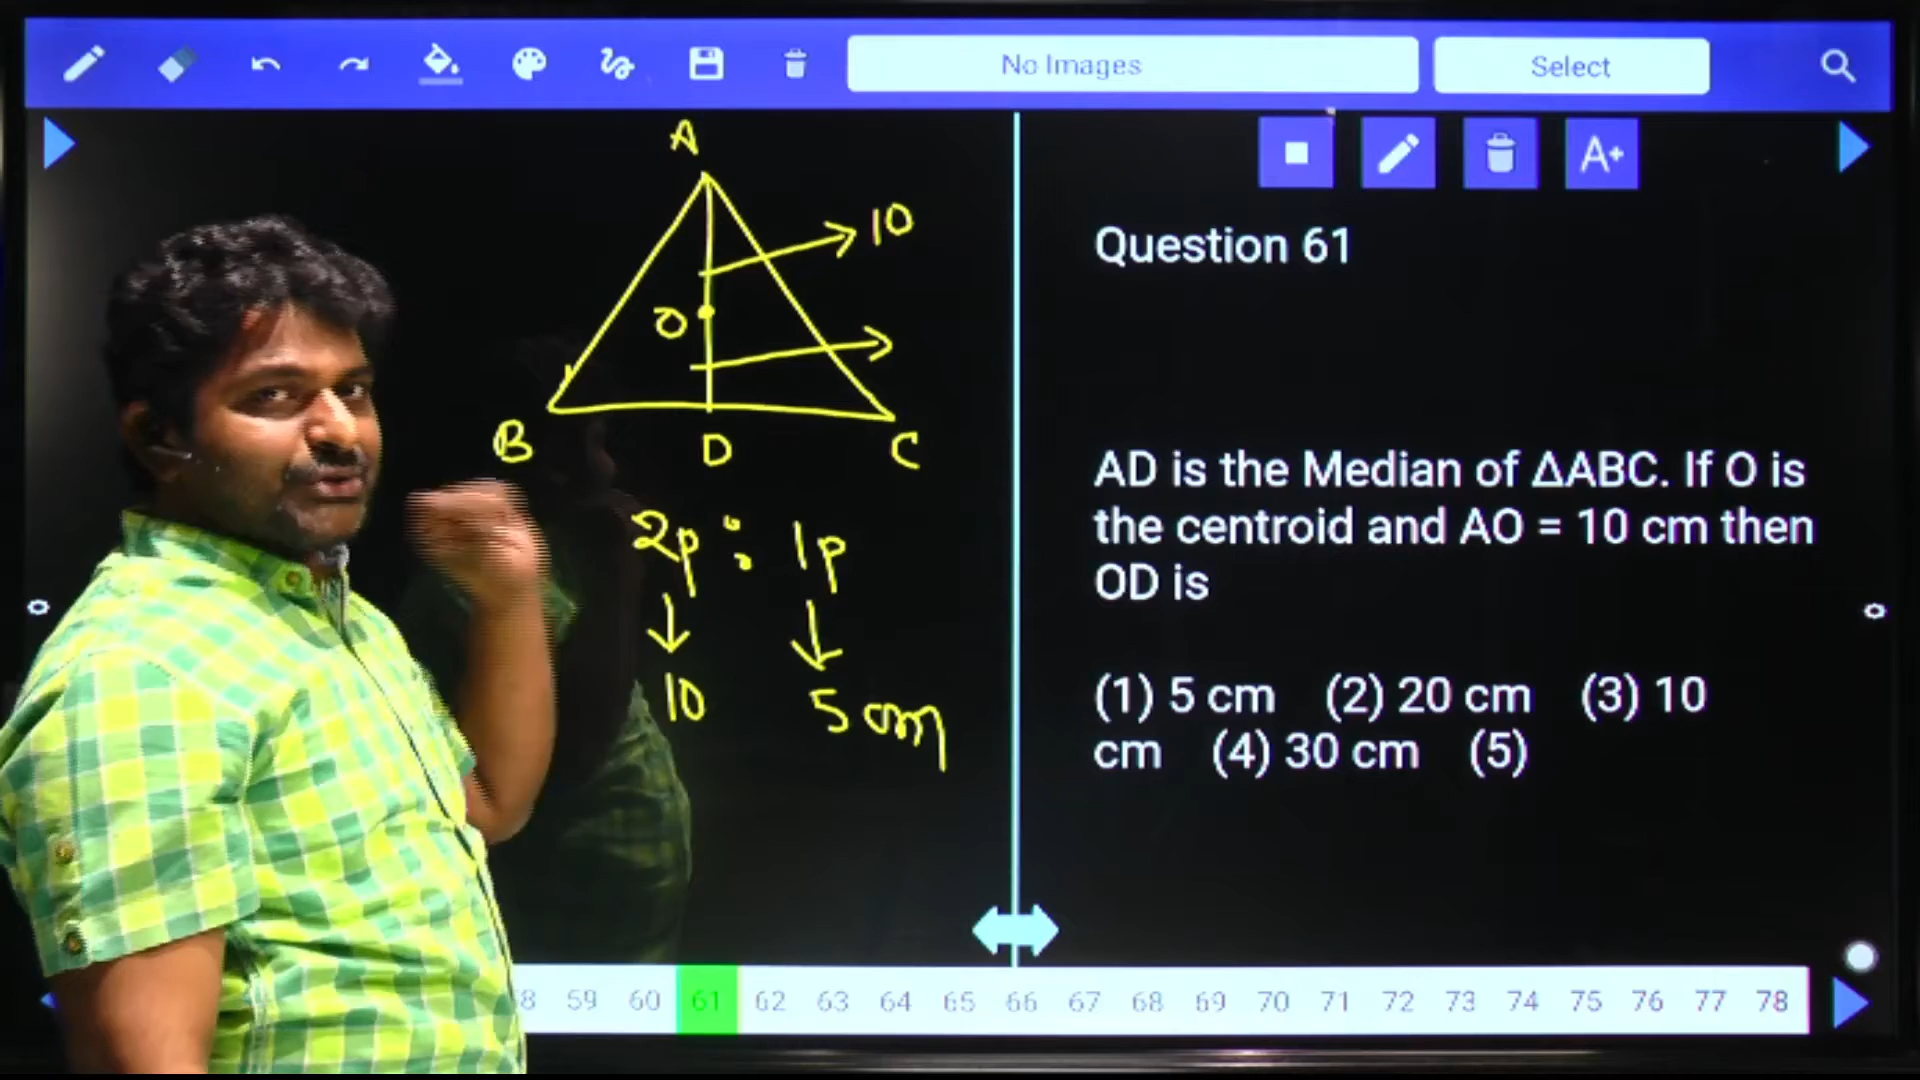 No Images
Select
A+
Question 61
AD is the Median of ΔABC. If O is
the centroid and AO = 10 cm then
OD is
(1) 5 cm (2) 20 cm (3) 10
cm (4) 30 cm (5)
A
10
O
B D C
2p : 1p
10 5 cm
8 59 60 61 62 63 64 65 66 67 68 69 70 71 72 73 74 75 76 77 78